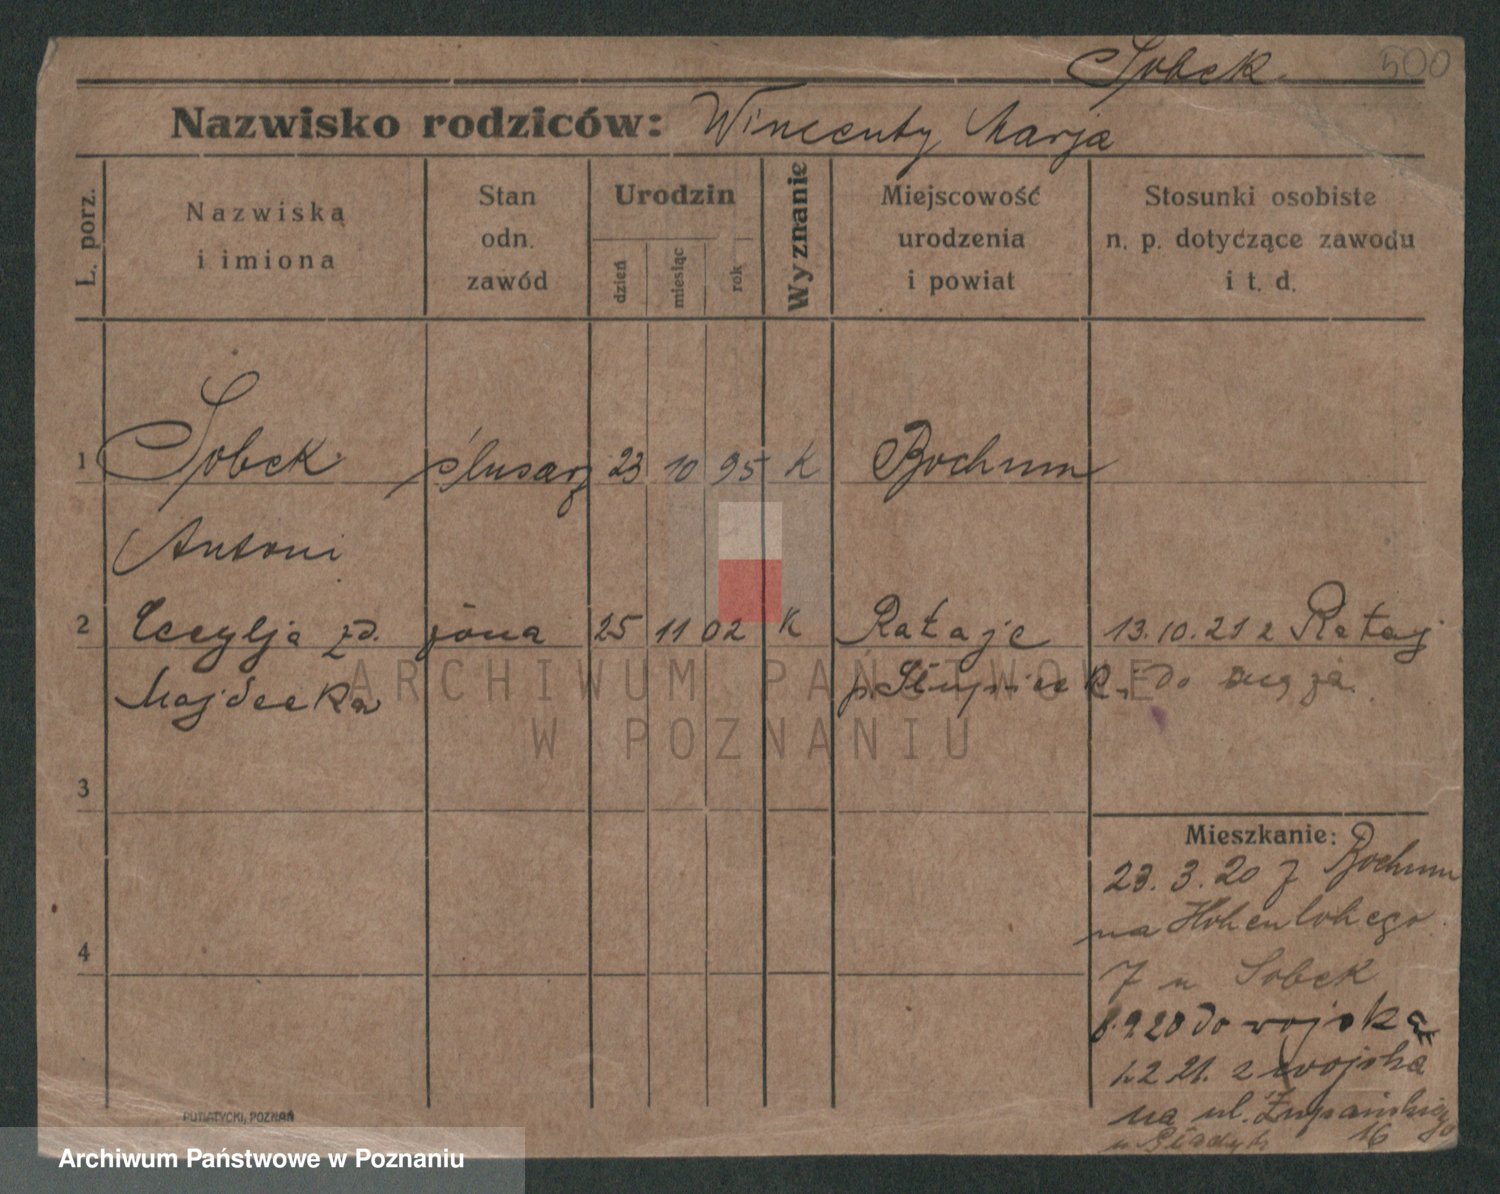 Sobek. 500
Nazwisko rodziców: Wincenty Marja
L. porz.
Nazwiska
i imiona
Stan
odn.
zawód
Urodzin
dzień
miesiąc
rok
Wyznanie
Miejscowość
urodzenia
i powiat
Stosunki osobiste
n. p. dotyczące zawodu
i t. d.
1 Sobek ślusarz 23 10 95 K Bochum
Antoni
2 Cecylja zd. żona 25 11 02 K Rataje 13.10.21 z Rataj
Majdecka p. do męża.
ARCHIWUM PAŃSTWOWE
W POZNANIU
3
4
Mieszkanie:
23.3.20 z Bochum
na Hohenlohego
7 u Sobek
8.9.20 do wojska
1.2.21. z wojska
na ul. Żupańskiego
16
PUTIATYCKI, POZNAŃ
Archiwum Państwowe w Poznaniu